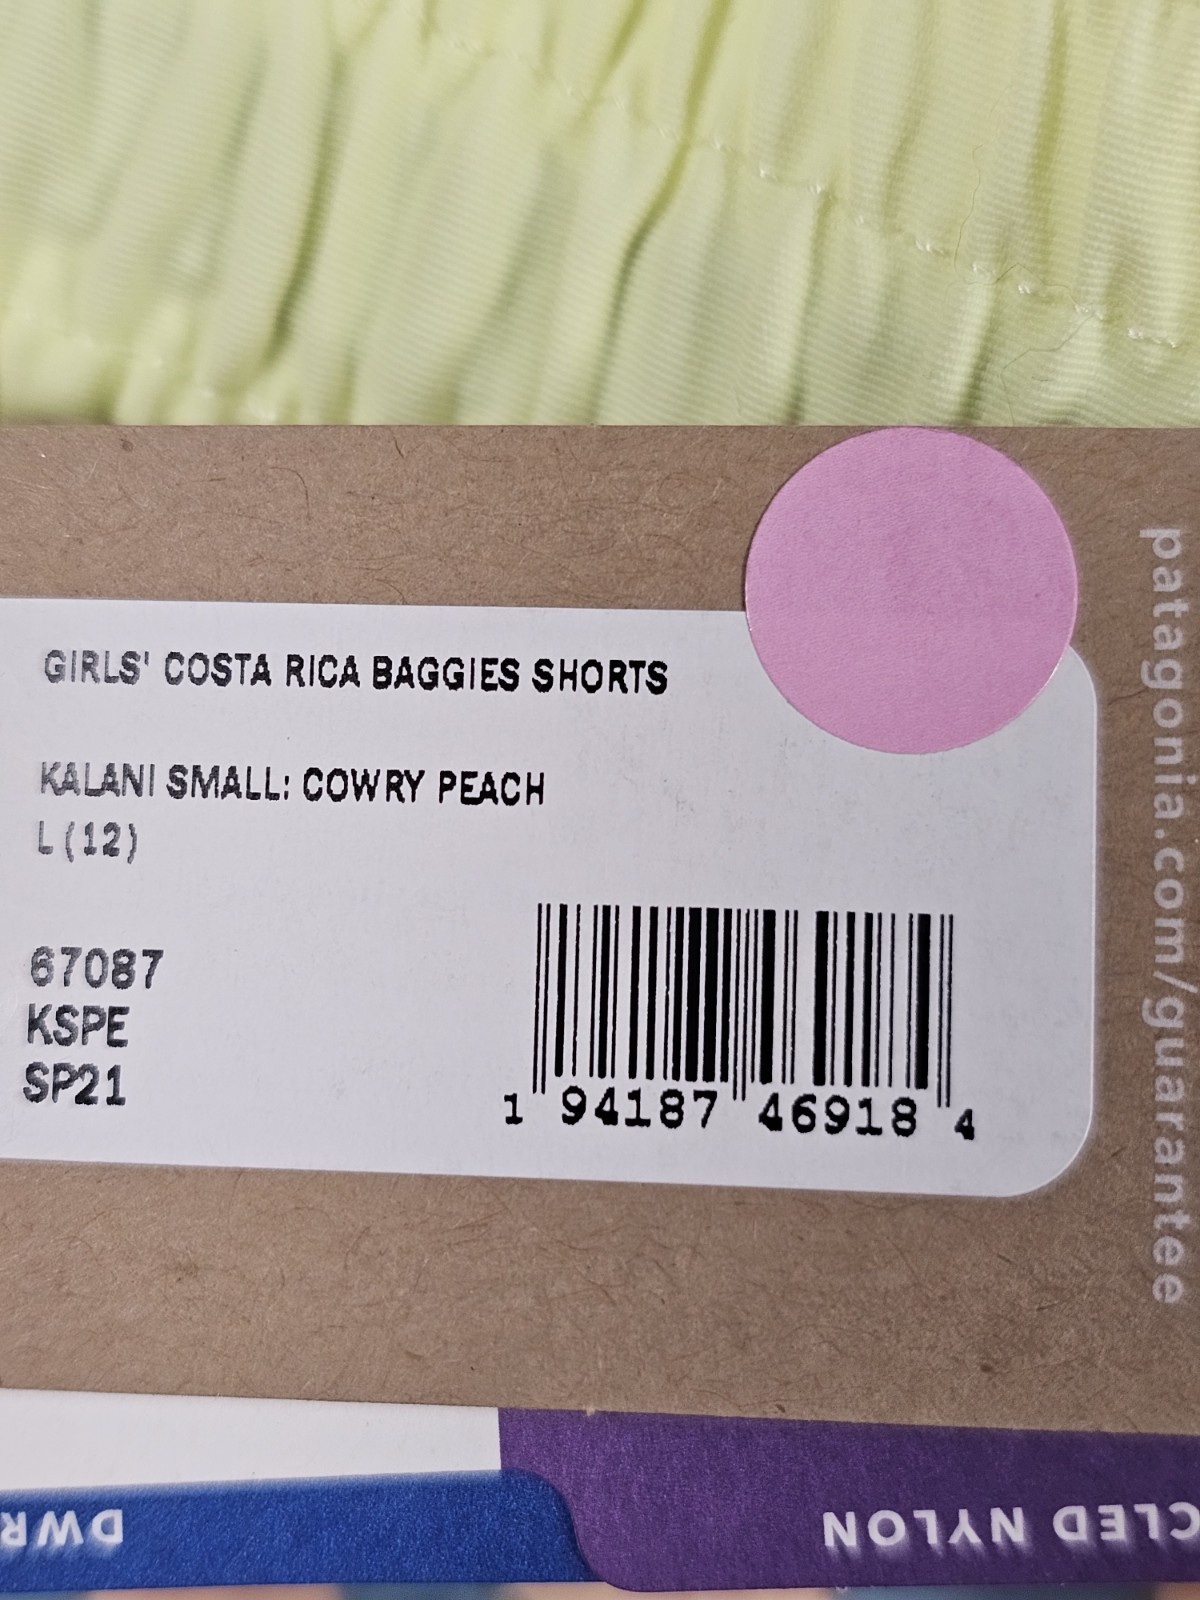 GIRLS' COSTA RICA BAGGIES SHORTS
KALANI SMALL: COWRY PEACH
L (12)
67087
KSPE
SP21
1 94187 46918 4
patagonia.com/guarantee
DWR
CLED NYLON